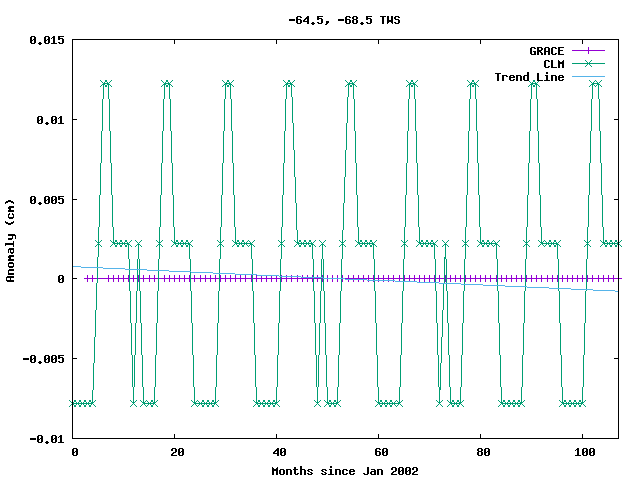 -64.5, -68.5 TWS
GRACE
CLM
Trend Line
0.015
0.01
0.005
0
-0.005
-0.01
Anomaly (cm)
0 20 40 60 80 100
Months since Jan 2002